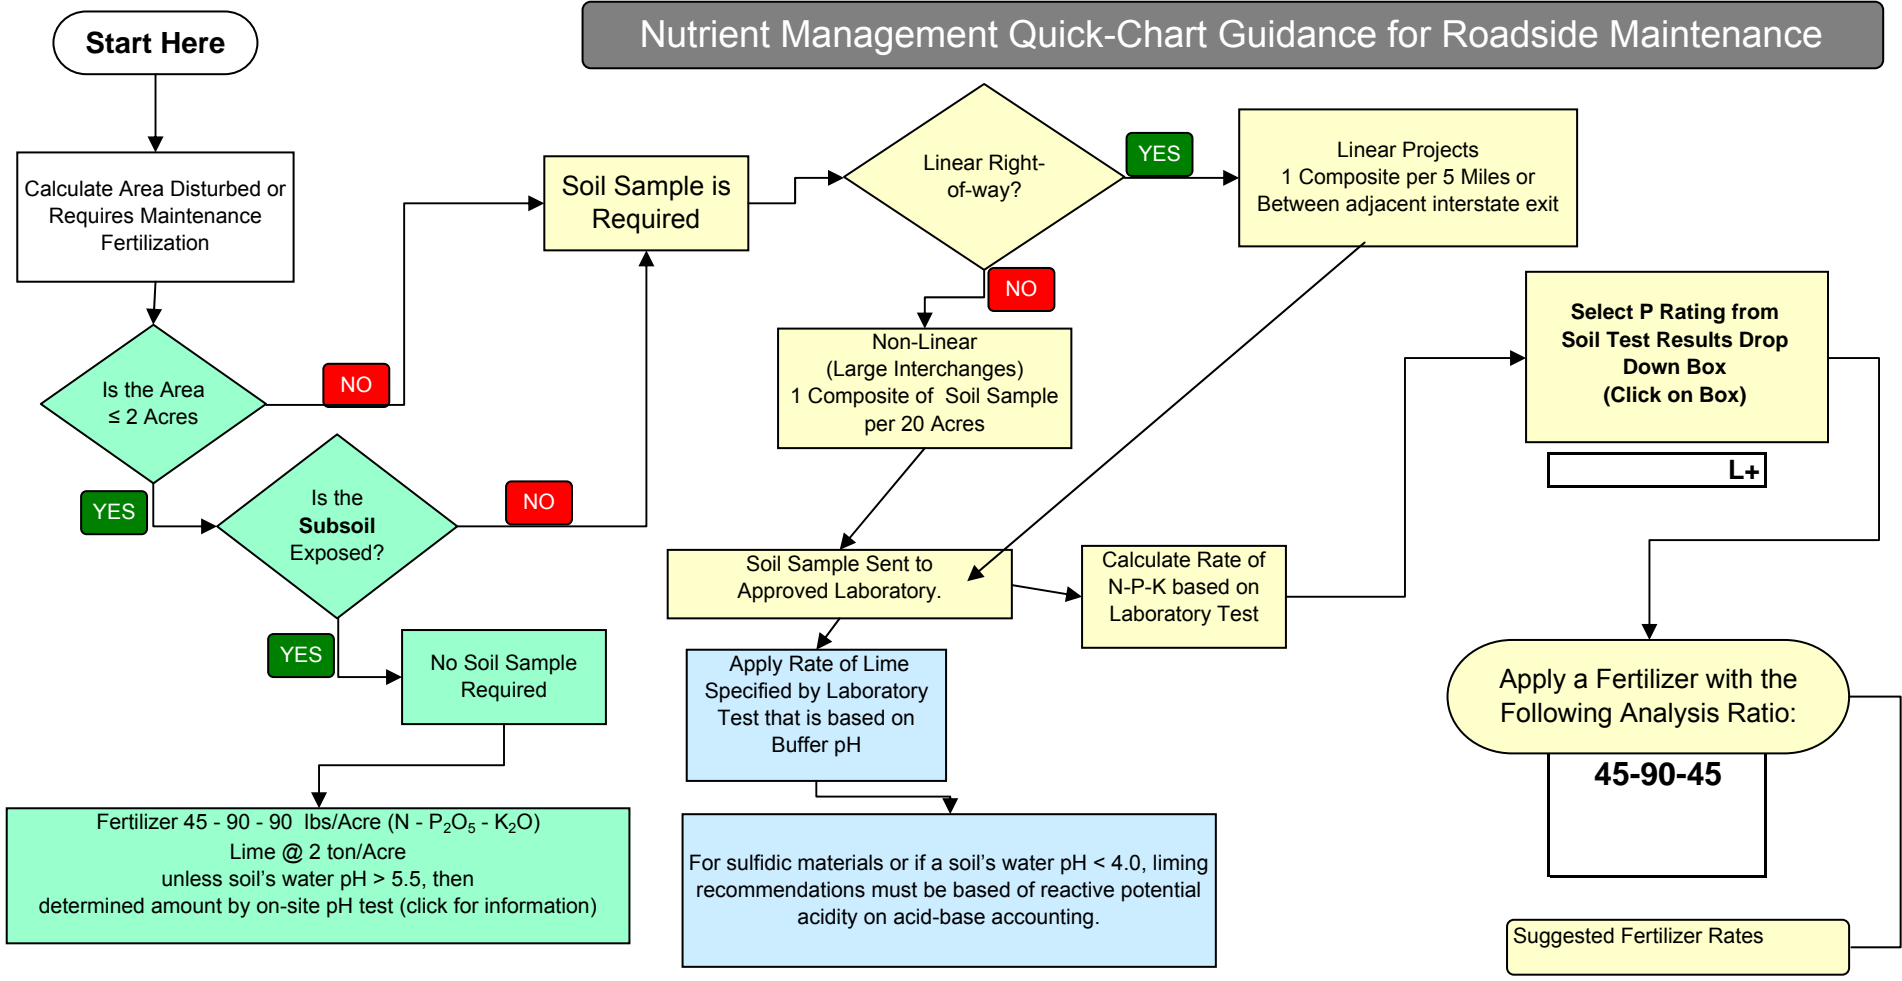 Start Here
Nutrient Management Quick-Chart Guidance for Roadside Maintenance
Calculate Area Disturbed or
Requires Maintenance
Fertilization
Is the Area
≤ 2 Acres
NO
YES
Is the
Subsoil
Exposed?
NO
YES
No Soil Sample
Required
Fertilizer 45 - 90 - 90  lbs/Acre (N - P₂O₅ - K₂O)
Lime @ 2 ton/Acre
unless soil’s water pH > 5.5, then
determined amount by on-site pH test (click for information)
Soil Sample is
Required
Linear Right-
of-way?
YES
NO
Linear Projects
1 Composite per 5 Miles or
Between adjacent interstate exit
Non-Linear
(Large Interchanges)
1 Composite of  Soil Sample
per 20 Acres
Soil Sample Sent to
Approved Laboratory.
Apply Rate of Lime
Specified by Laboratory
Test that is based on
Buffer pH
For sulfidic materials or if a soil’s water pH < 4.0, liming
recommendations must be based of reactive potential
acidity on acid-base accounting.
Calculate Rate of
N-P-K based on
Laboratory Test
Select P Rating from
Soil Test Results Drop
Down Box
(Click on Box)
L+
Apply a Fertilizer with the
Following Analysis Ratio:
45-90-45
Suggested Fertilizer Rates